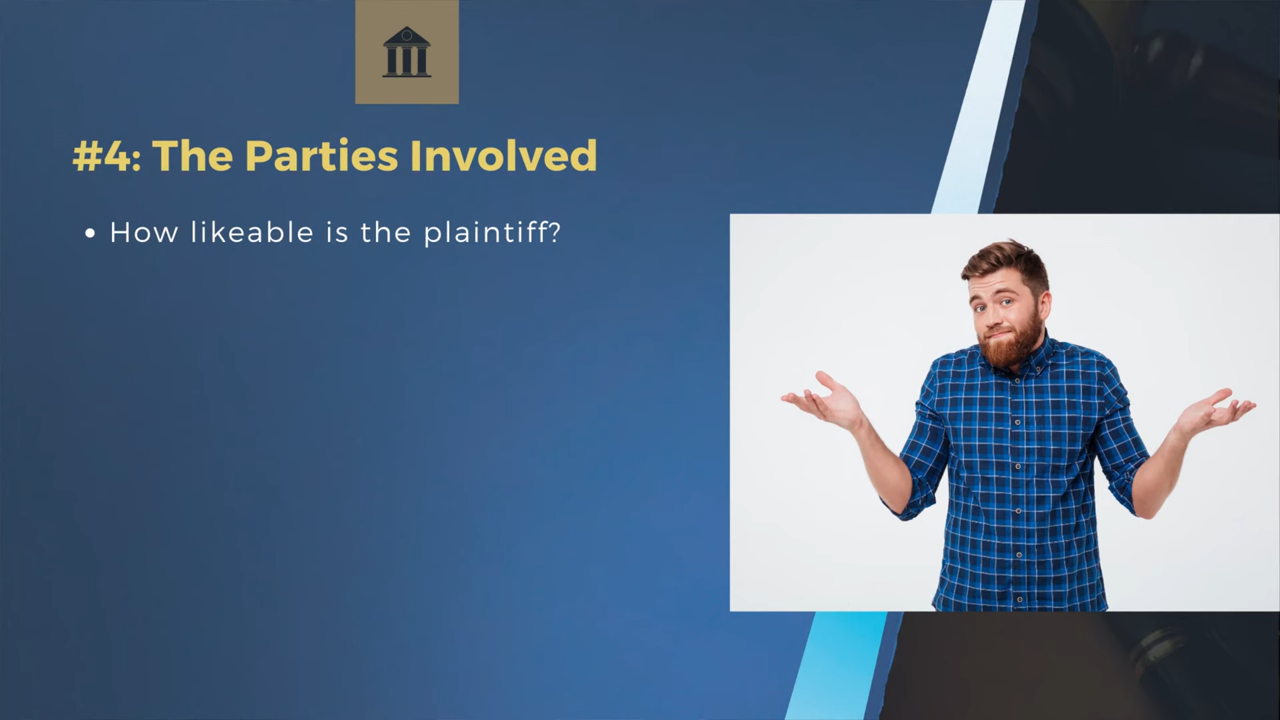 #4: The Parties Involved
• How likeable is the plaintiff?